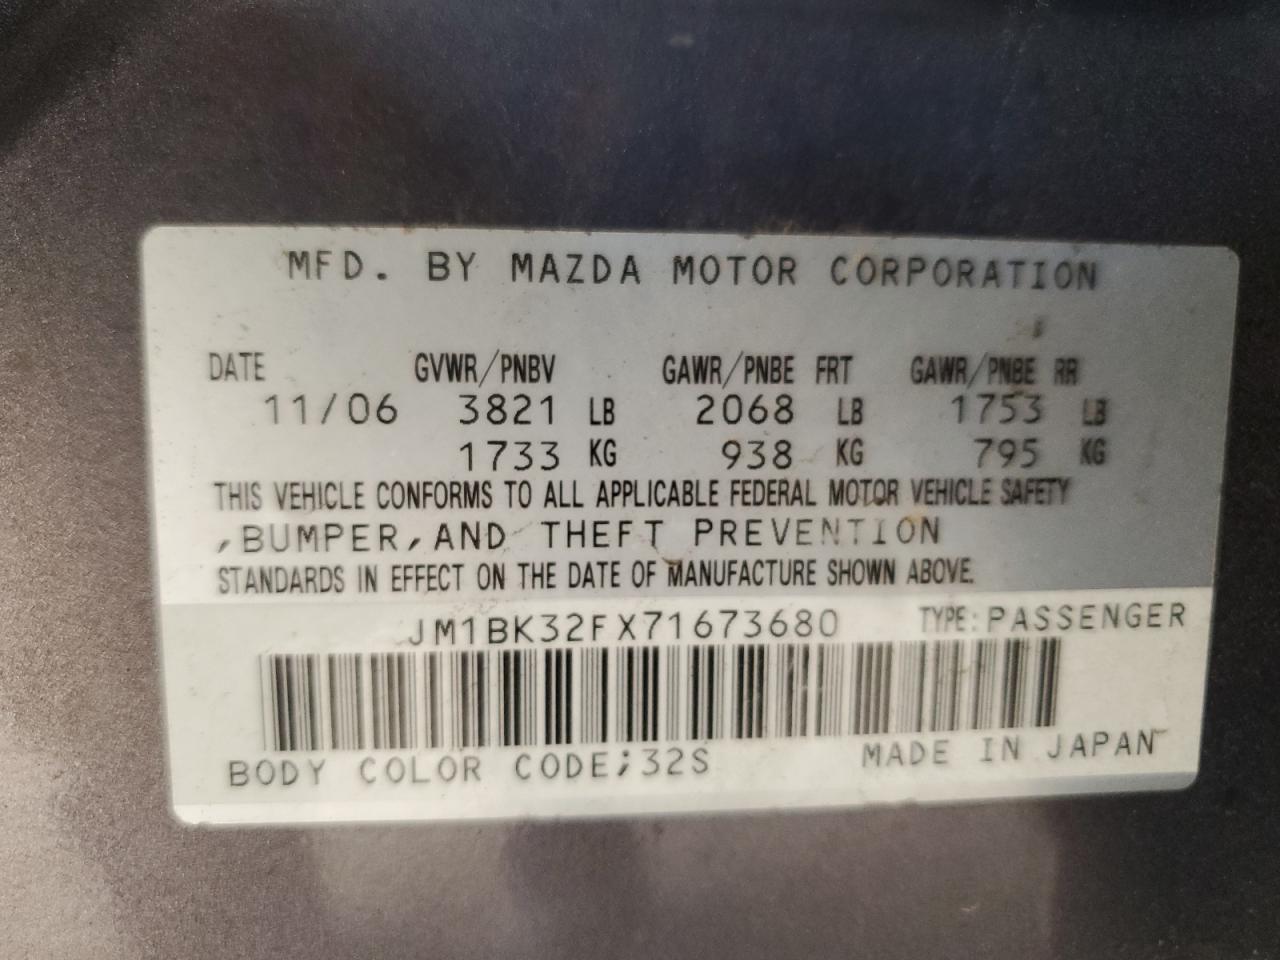 MFD. BY MAZDA MOTOR CORPORATION
DATE GVWR/PNBV GAWR/PNBE FRT GAWR/PNBE RR
11/06 3821 LB 2068 LB 1753 LB
1733 KG 938 KG 795 KG
THIS VEHICLE CONFORMS TO ALL APPLICABLE FEDERAL MOTOR VEHICLE SAFETY
,BUMPER,AND THEFT PREVENTION
STANDARDS IN EFFECT ON THE DATE OF MANUFACTURE SHOWN ABOVE.
JM1BK32FX71673680 TYPE:PASSENGER
BODY COLOR CODE;32S MADE IN JAPAN